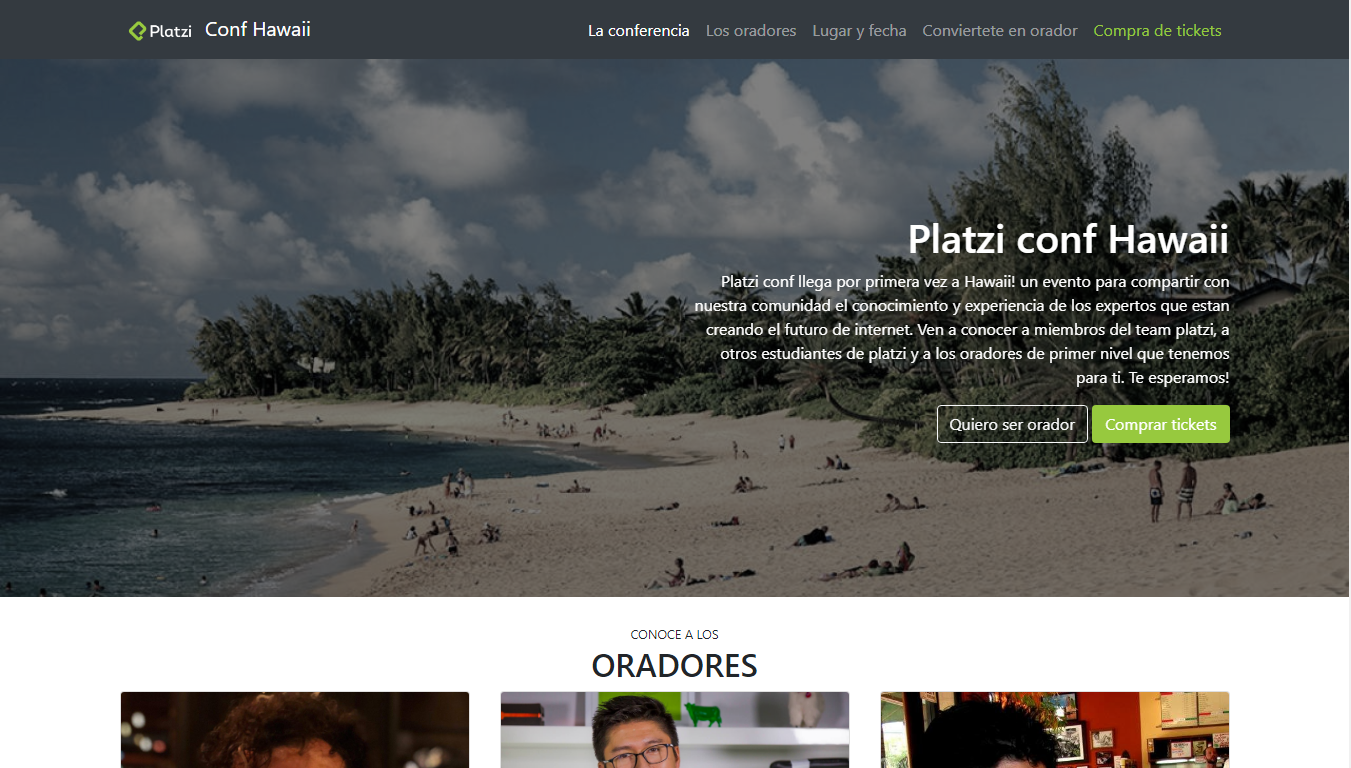 Platzi Conf Hawaii
La conferencia Los oradores Lugar y fecha Conviertete en orador Compra de tickets
Platzi conf Hawaii
Platzi conf llega por primera vez a Hawaii! un evento para compartir con
nuestra comunidad el conocimiento y experiencia de los expertos que estan
creando el futuro de internet. Ven a conocer a miembros del team platzi, a
otros estudiantes de platzi y a los oradores de primer nivel que tenemos
para ti. Te esperamos!
Quiero ser orador Comprar tickets
CONOCE A LOS
ORADORES